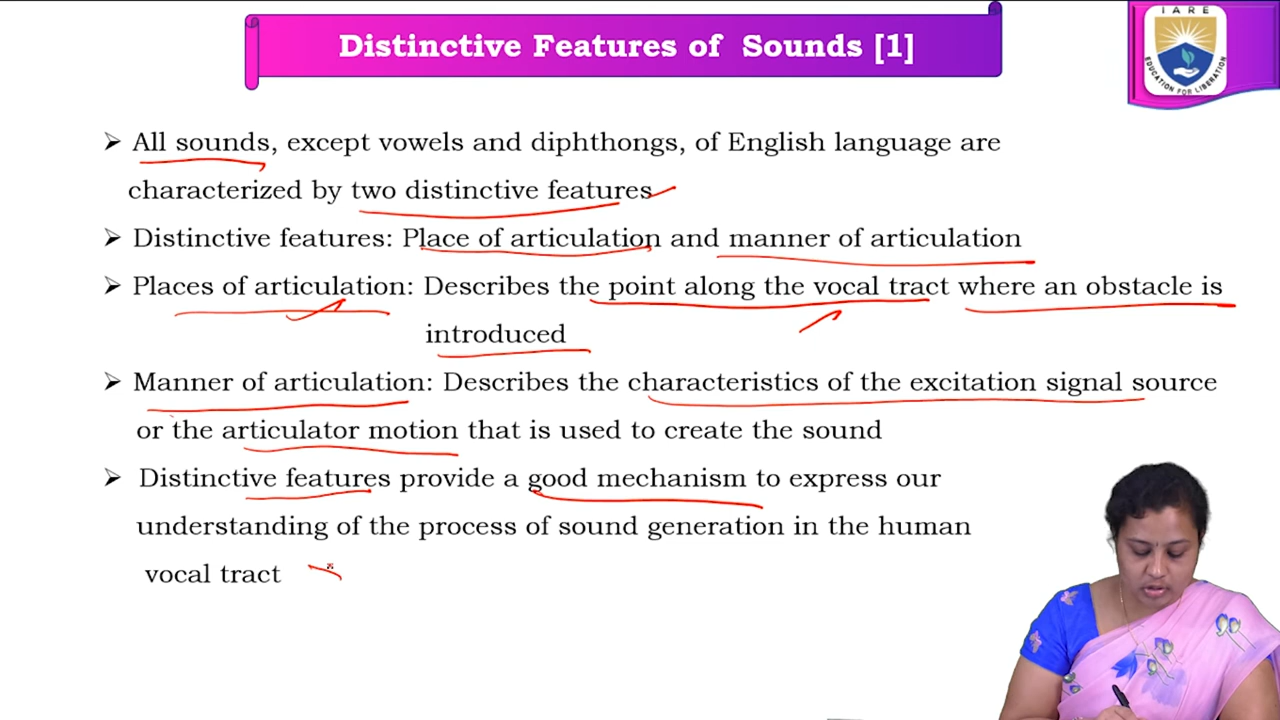 Distinctive Features of Sounds [1]
IARE
EDUCATION FOR LIBERATION
➢ All sounds, except vowels and diphthongs, of English language are
characterized by two distinctive features
➢ Distinctive features: Place of articulation and manner of articulation
➢ Places of articulation: Describes the point along the vocal tract where an obstacle is
introduced
➢ Manner of articulation: Describes the characteristics of the excitation signal source
or the articulator motion that is used to create the sound
➢ Distinctive features provide a good mechanism to express our
understanding of the process of sound generation in the human
vocal tract